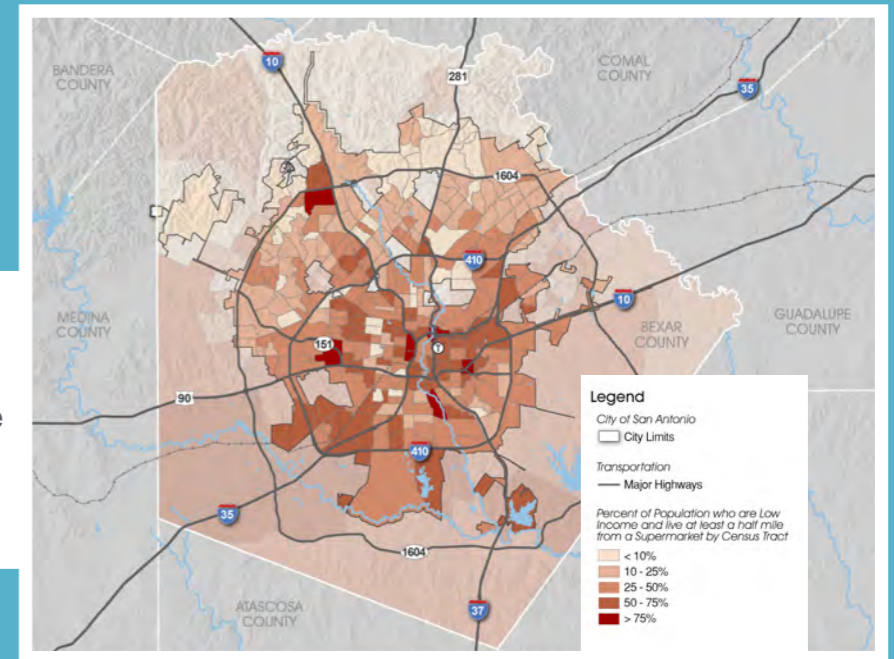 BANDERA
COUNTY
10
281
COMAL
COUNTY
35
1604
410
10
MEDINA
COUNTY
151
BEXAR
COUNTY
GUADALUPE
COUNTY
90
e
410
35
1604
ATASCOSA
COUNTY
37
Legend
City of San Antonio
City Limits
Transportation
Major Highways
Percent of Population who are Low
Income and live at least a half mile
from a Supermarket by Census Tract
< 10%
10 - 25%
25 - 50%
50 - 75%
> 75%